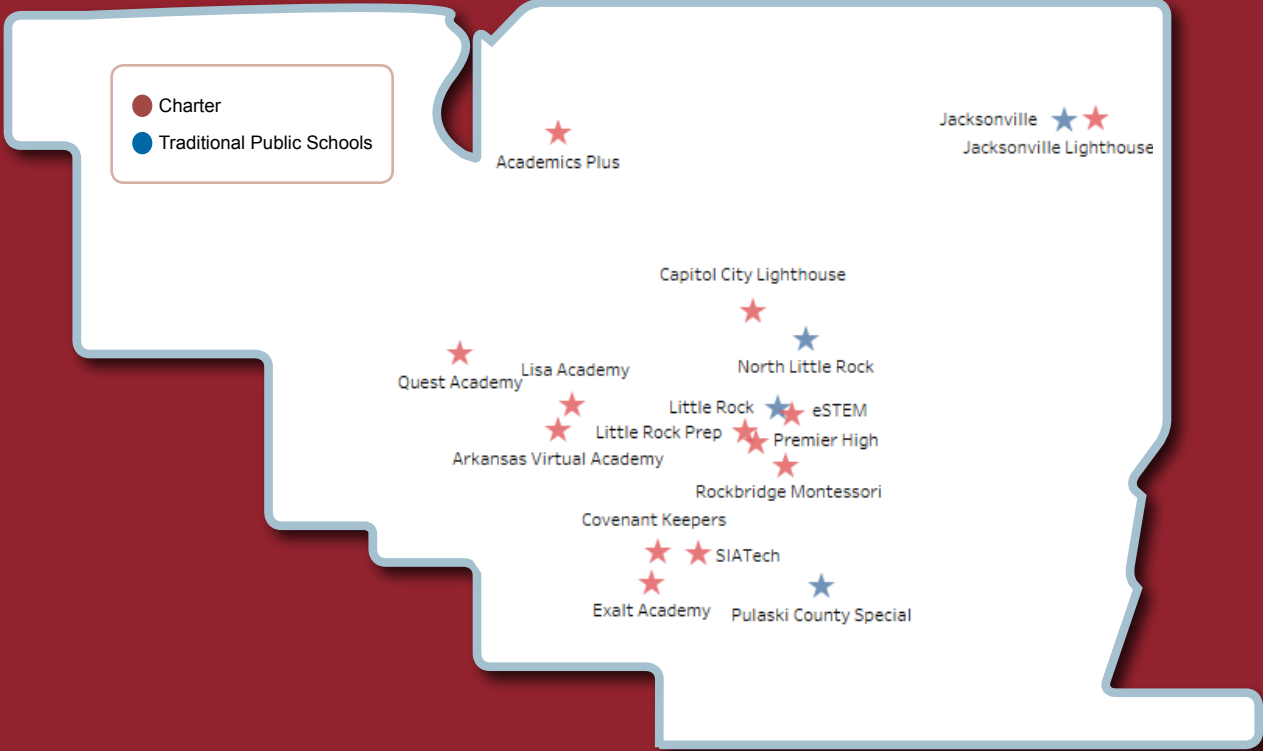 Charter
Traditional Public Schools
Academics Plus
Jacksonville
Jacksonville Lighthouse
Capitol City Lighthouse
North Little Rock
Quest Academy
Lisa Academy
Little Rock
eSTEM
Little Rock Prep
Premier High
Arkansas Virtual Academy
Rockbridge Montessori
Covenant Keepers
SIATech
Exalt Academy
Pulaski County Special